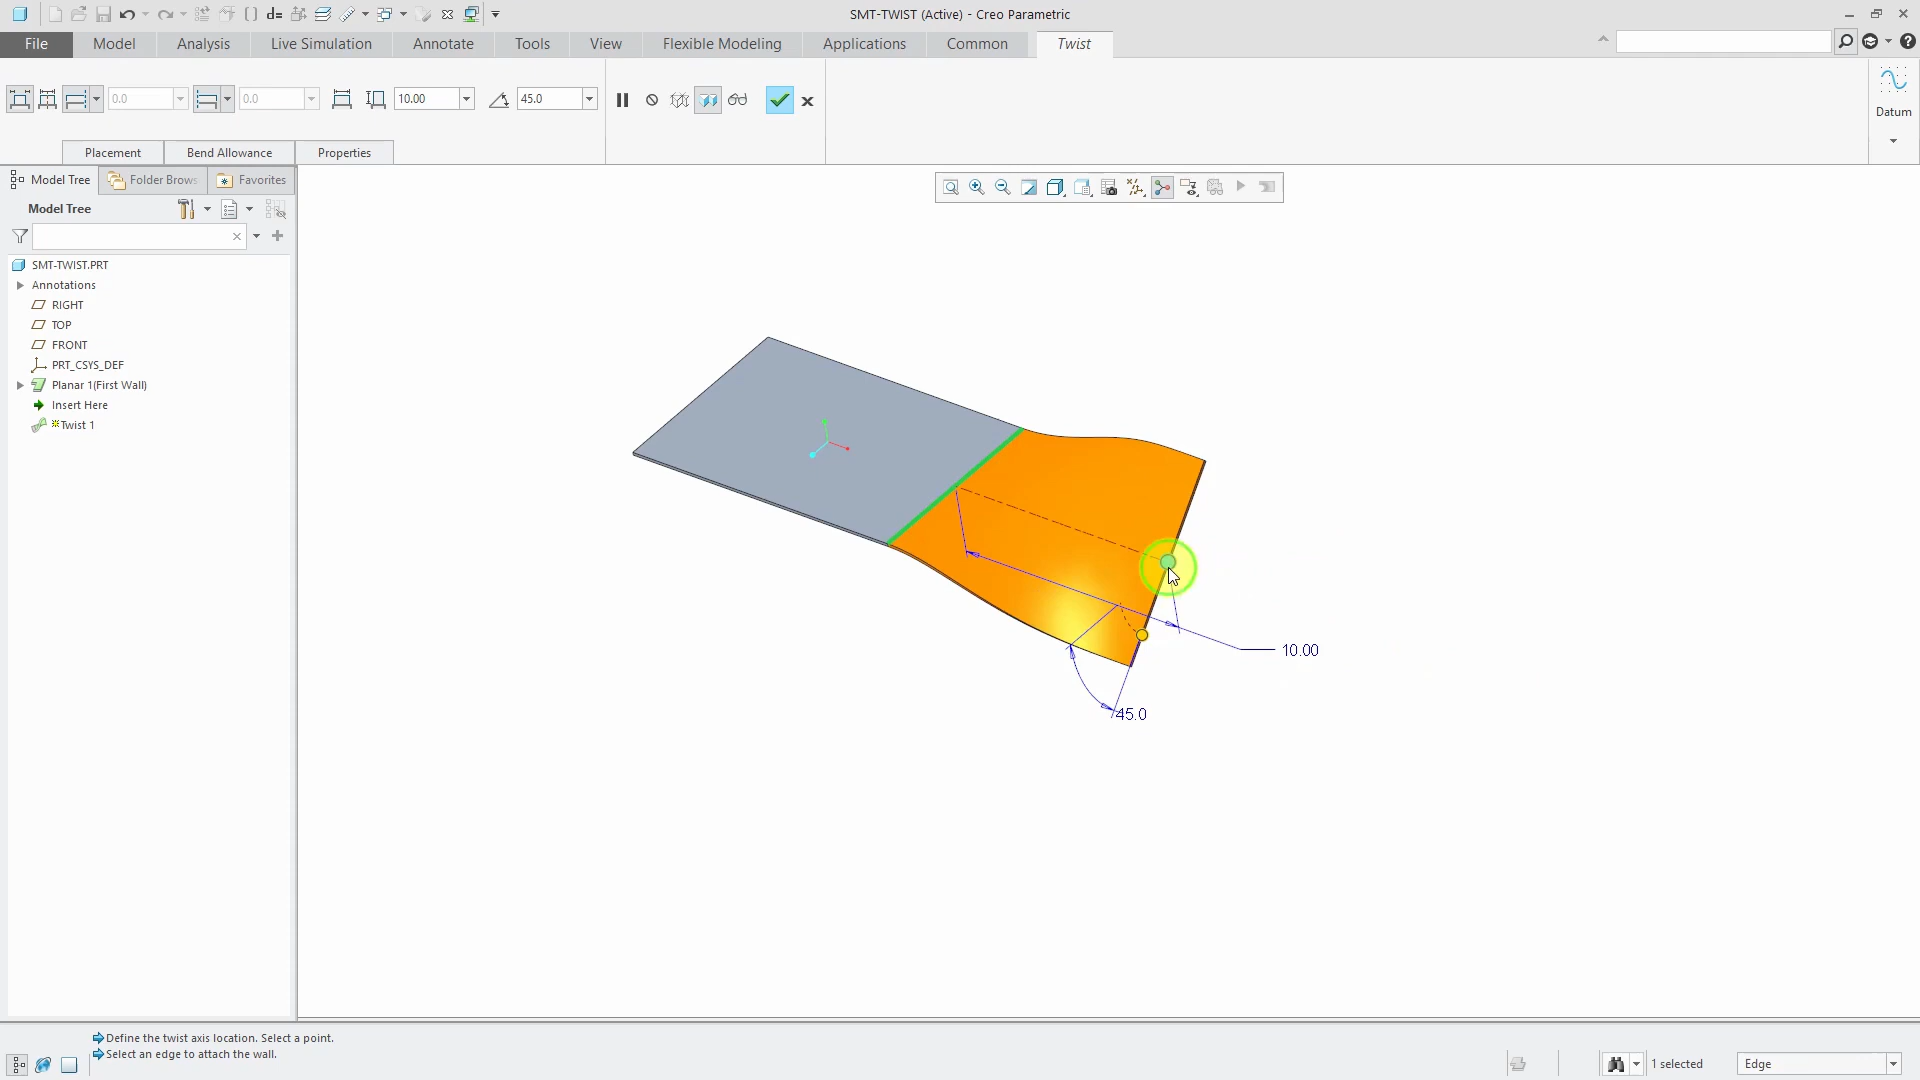 SMT-TWIST (Active) - Creo Parametric
File Model Analysis Live Simulation Annotate Tools View Flexible Modeling Applications Common Twist
0.0 0.0 10.00 45.0
Datum
Placement Bend Allowance Properties
Model Tree Folder Brows Favorites
Model Tree
SMT-TWIST.PRT
Annotations
RIGHT
TOP
FRONT
PRT_CSYS_DEF
Planar 1(First Wall)
Insert Here
Twist 1
10.00
45.0
Define the twist axis location. Select a point.
Select an edge to attach the wall.
1 selected Edge